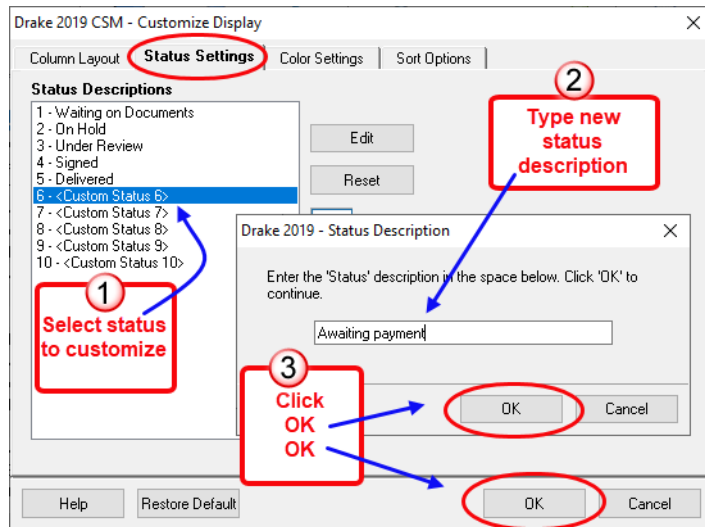 Drake 2019 CSM - Customize Display
Column Layout
Status Settings
Color Settings
Sort Options
Status Descriptions
1 - Waiting on Documents
2 - On Hold
3 - Under Review
4 - Signed
5 - Delivered
6 - <Custom Status 6>
7 - <Custom Status 7>
8 - <Custom Status 8>
9 - <Custom Status 9>
10 - <Custom Status 10>
Edit
Reset
2
Type new
status
description
1
Select status
to customize
Drake 2019 - Status Description
Enter the 'Status' description in the space below. Click 'OK' to
continue.
Awaiting payment
OK
Cancel
3
Click
OK
OK
Help
Restore Default
OK
Cancel